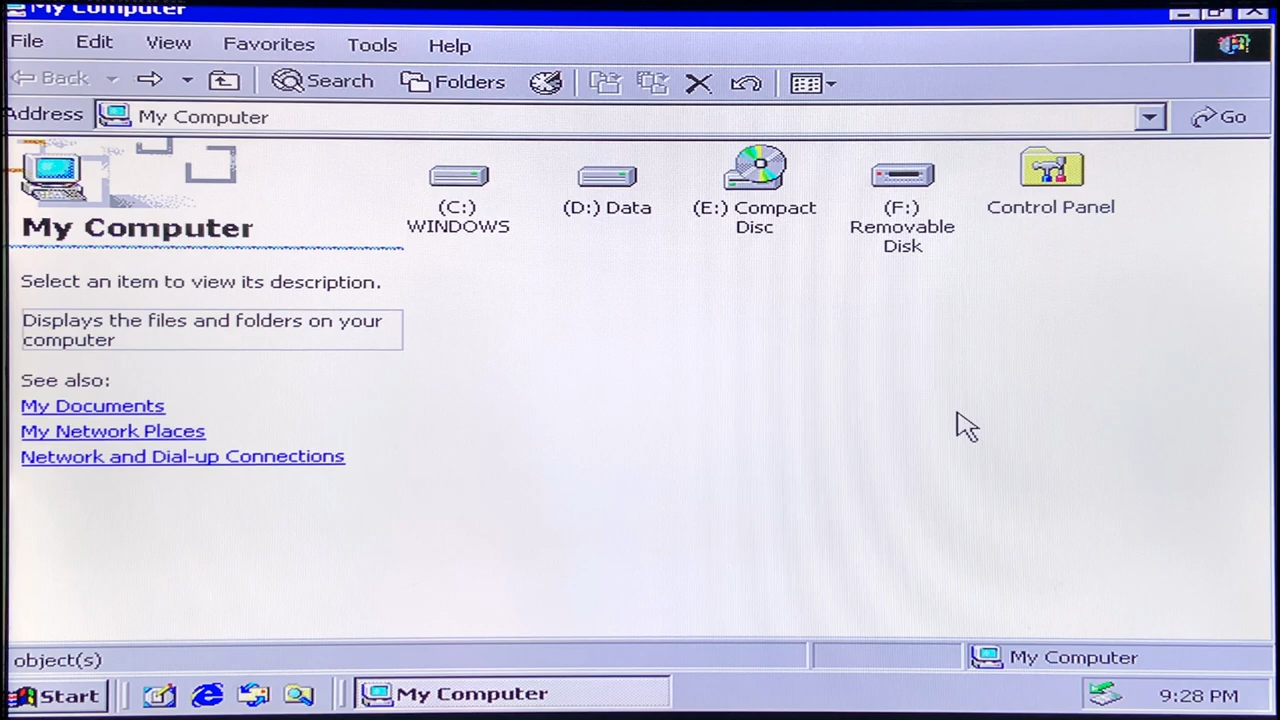 My Computer
File Edit View Favorites Tools Help
Back Search Folders
Address My Computer Go
(C:) WINDOWS
(D:) Data
(E:) Compact Disc
(F:) Removable Disk
Control Panel
My Computer
Select an item to view its description.
Displays the files and folders on your
computer
See also:
My Documents
My Network Places
Network and Dial-up Connections
object(s) My Computer
Start My Computer 9:28 PM